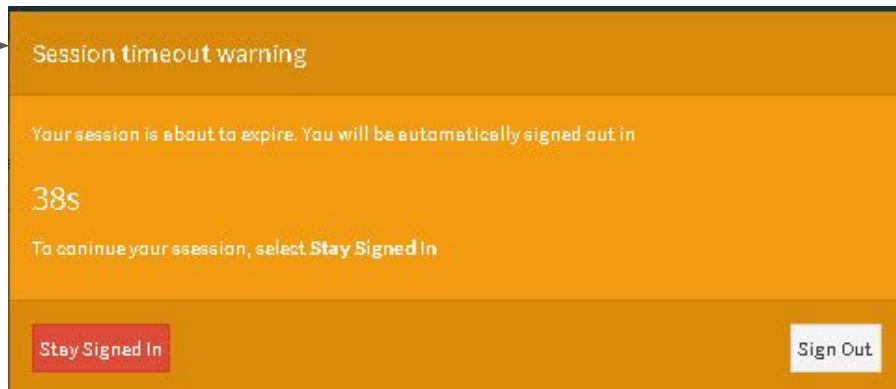 Session timeout warning
Your session is about to expire. You will be automatically signed out in
38s
To coninue your ssession, select Stay Signed In
Stay Signed In
Sign Out